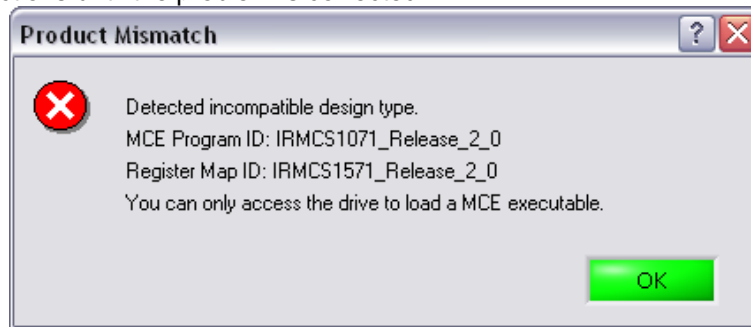 Product Mismatch
?
Detected incompatible design type.
MCE Program ID: IRMCS1071_Release_2_0
Register Map ID: IRMCS1571_Release_2_0
You can only access the drive to load a MCE executable.
OK